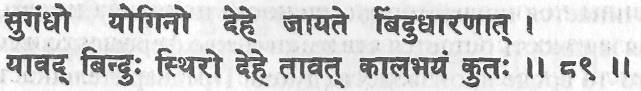 सुगंधो योगिनो देहे जायते बिंदुधारणात् ।
यावद् बिन्दुः स्थिरो देहे तावत् कालभयं कुतः ।। ८९ ।।